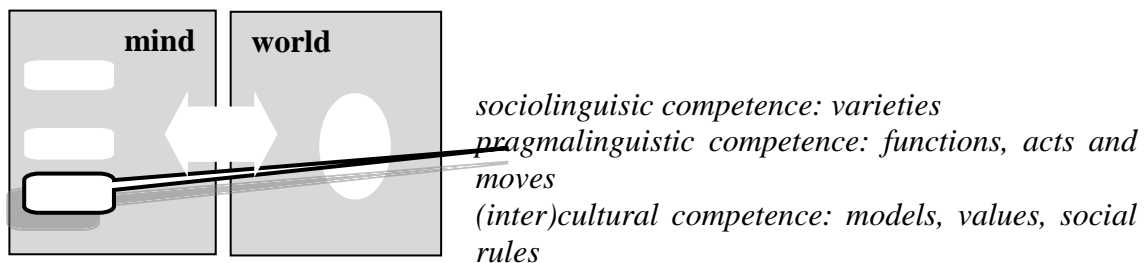 mind
world
sociolinguisic competence: varieties
pragmalinguistic competence: functions, acts and
moves
(inter)cultural competence: models, values, social
rules